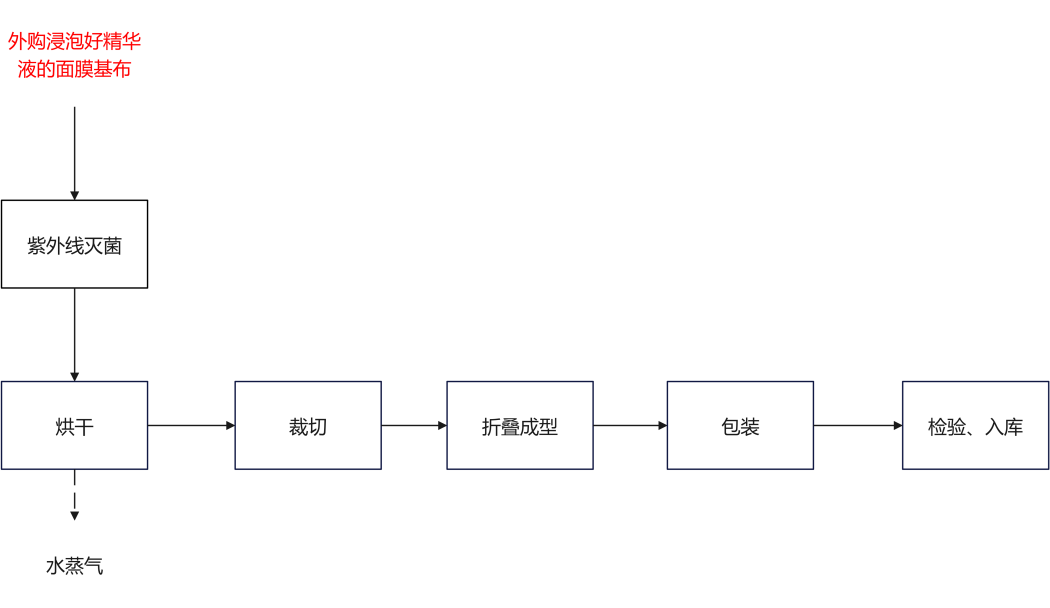 外购浸泡好精华
液的面膜基布
紫外线灭菌
烘干
裁切
折叠成型
包装
检验、入库
水蒸气